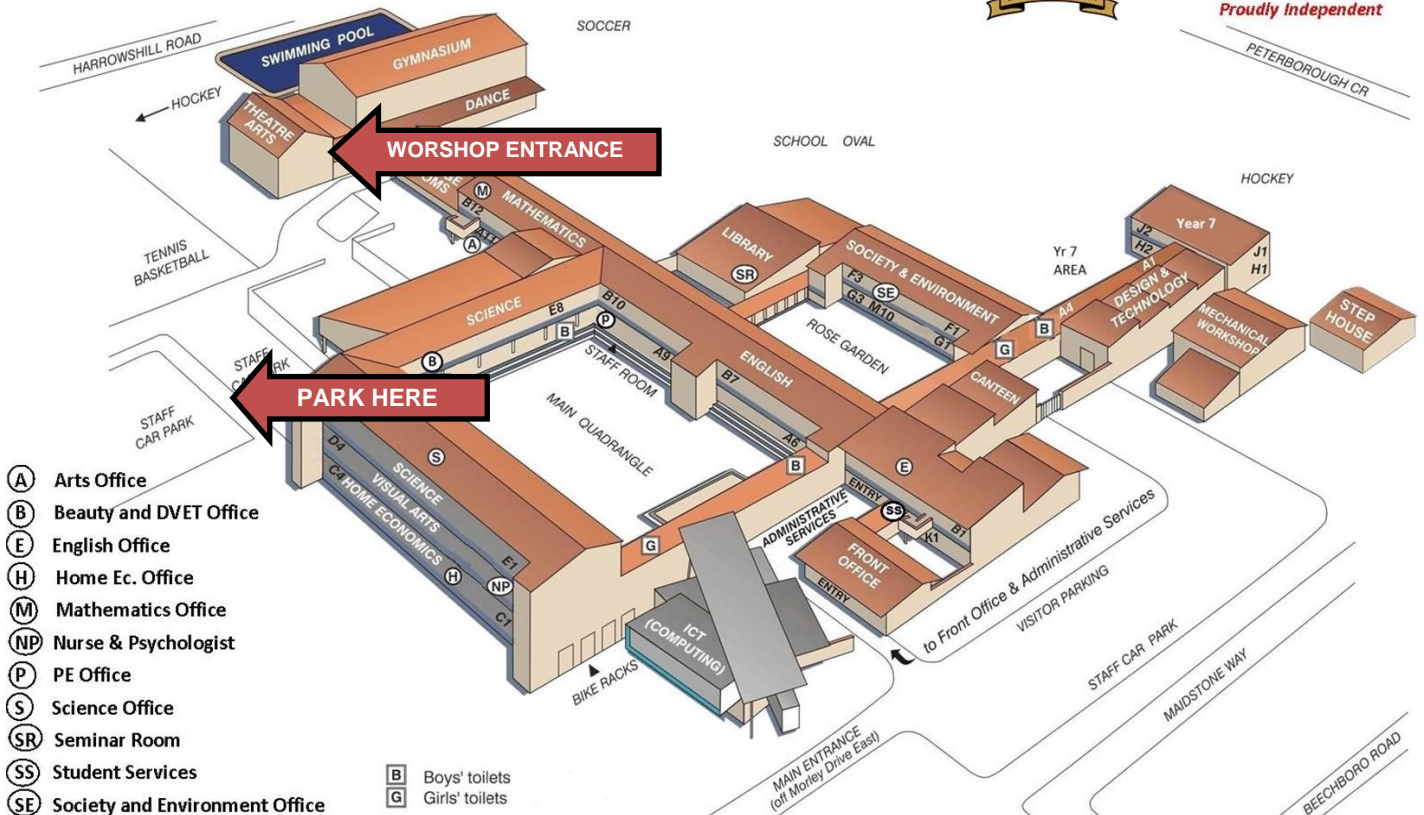 Proudly Independent
HARROWSHILL ROAD
SWIMMING POOL
SOCCER
GYMNASIUM
PETERBOROUGH CR
HOCKEY
DANCE
THEATRE
ARTS
WORSHOP ENTRANCE
SCHOOL OVAL
HOCKEY
M
MATHEMATICS
B12
A11
A
TENNIS
BASKETBALL
LIBRARY
SR
SOCIETY & ENVIRONMENT
F3
SE
G3
M10
F1
G1
Yr 7
AREA
Year 7
J2
H2
J1
H1
A1
A4
DESIGN &
TECHNOLOGY
MECHANICAL
WORKSHOP
STEP
HOUSE
B
G
SCIENCE
E8
B10
B
P
A9
STAFF ROOM
ENGLISH
B7
A6
ROSE GARDEN
CANTEEN
B
STAFF
PARK HERE
STAFF
CAR PARK
MAIN QUADRANGLE
D4
C4
S
SCIENCE
VISUAL ARTS
HOME ECONOMICS
E1
H
NP
C1
B
G
E
ENTRY
SS
B1
K1
ADMINISTRATIVE
SERVICES
FRONT
OFFICE
ENTRY
ICT
(COMPUTING)
BIKE RACKS
to Front Office & Administrative Services
VISITOR PARKING
STAFF CAR PARK
MAIDSTONE WAY
BEECHBORO ROAD
MAIN ENTRANCE
(off Morley Drive East)
A Arts Office
B Beauty and DVET Office
E English Office
H Home Ec. Office
M Mathematics Office
NP Nurse & Psychologist
P PE Office
S Science Office
SR Seminar Room
SS Student Services
SE Society and Environment Office
B Boys' toilets
G Girls' toilets